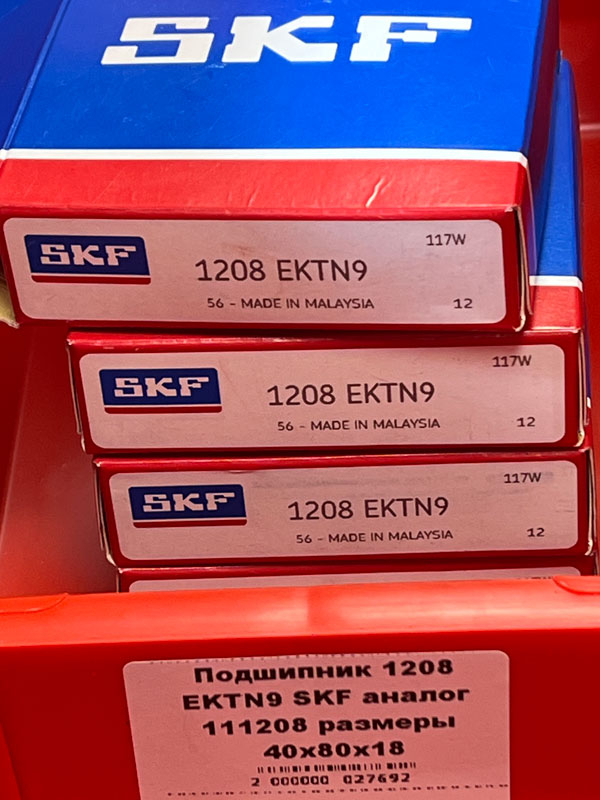 SKF
SKF
117W
1208 EKTN9
56 - MADE IN MALAYSIA
12
SKF
117W
1208 EKTN9
56 - MADE IN MALAYSIA
12
SKF
117W
1208 EKTN9
56 - MADE IN MALAYSIA
12
Подшипник 1208
EKTN9 SKF аналог
111208 размеры
40x80x18
2 000000 027692